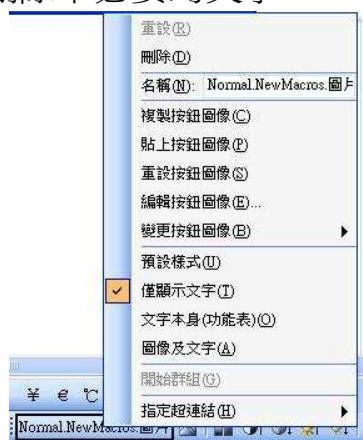 重設(R)
刪除(D)
名稱(N): Normal.NewMacros.圖
複製按鈕圖像(C)
貼上按鈕圖像(P)
重設按鈕圖像(S)
編輯按鈕圖像(E)...
變更按鈕圖像(B)
預設樣式(U)
僅顯示文字(T)
文字本身(功能表)(O)
圖像及文字(A)
開始群組(G)
指定超連結(H)
¥ € ℃
Normal.NewMacros.圖片